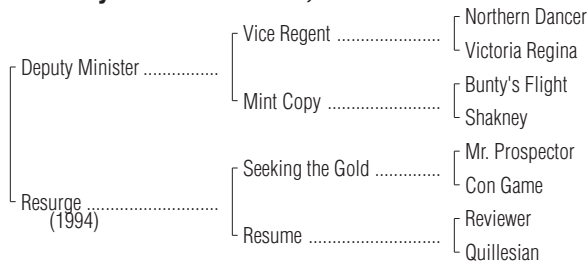 Northern Dancer
Vice Regent ....................
Victoria Regina
Deputy Minister ...............
Bunty's Flight
Mint Copy ......................
Shakney
Mr. Prospector
Seeking the Gold .............
Con Game
Resurge ..........................
(1994)
Reviewer
Resume ..........................
Quillesian